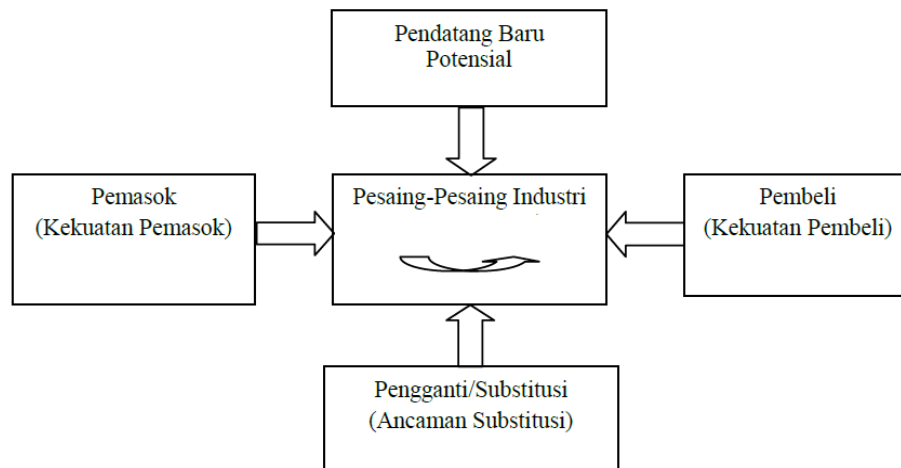 Pendatang Baru
Potensial
Pemasok
(Kekuatan Pemasok)
Pesaing-Pesaing Industri
Pembeli
(Kekuatan Pembeli)
Pengganti/Substitusi
(Ancaman Substitusi)